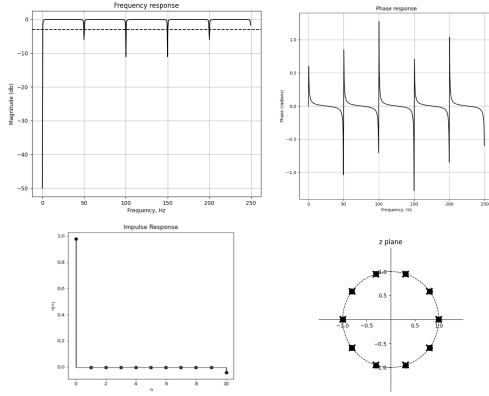 Frequency response
Magnitude (db)
0
−10
−20
−30
−40
−50
0 50 100 150 200 250
Frequency, Hz
Phase response
Phase (radians)
1.0
0.5
0.0
−0.5
−1.0
0 50 100 150 200 250
Frequency, Hz
Impulse Response
h(n)
1.0
0.8
0.6
0.4
0.2
0.0
0 2 4 6 8 10
n
z plane
1.0
0.5
−1.0 −0.5 0.5 1.0
−0.5
−1.0